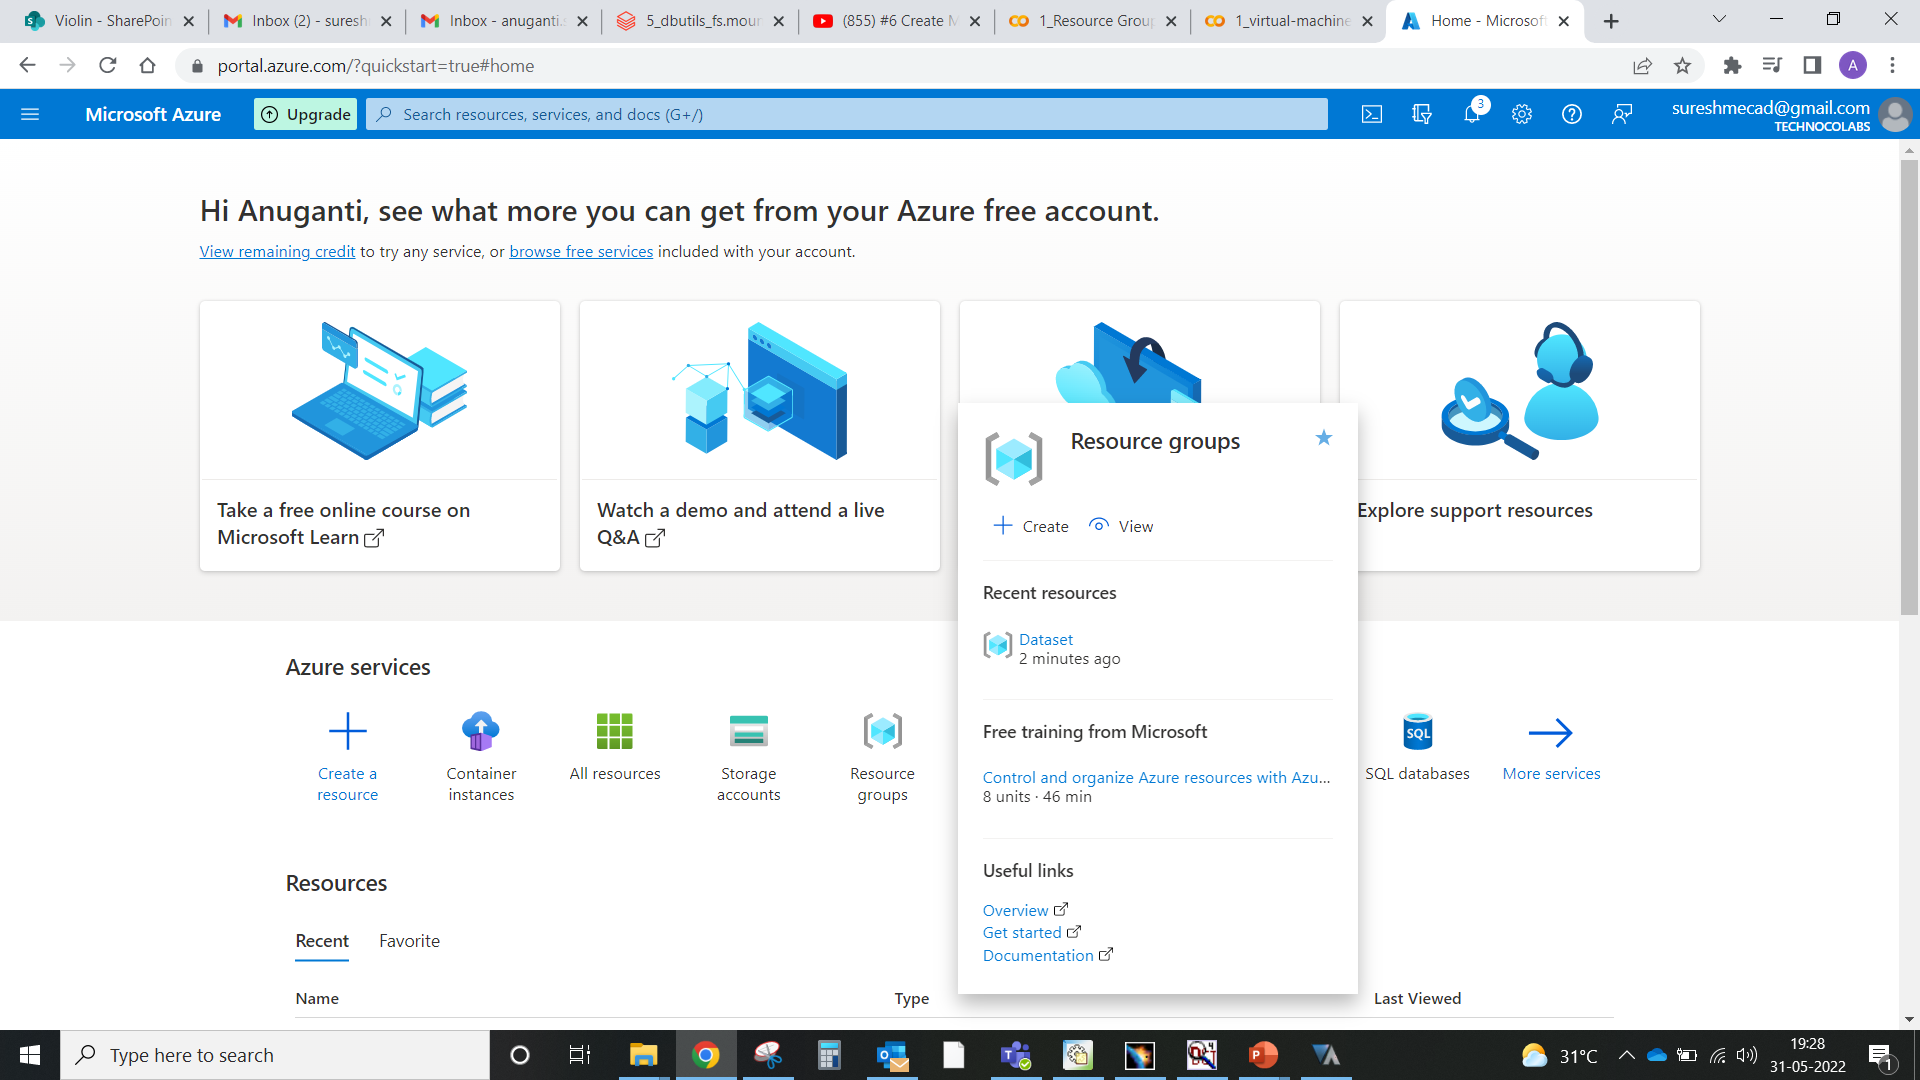 Violin - SharePoin
Inbox (2) - suresh
Inbox - anuganti.s
5_dbutils_fs.moun
(855) #6 Create M
1_Resource Grou
1_virtual-machine
Home - Microsoft
portal.azure.com/?quickstart=true#home
A
Microsoft Azure
Upgrade
Search resources, services, and docs (G+/)
3
sureshmecad@gmail.com
TECHNOCOLABS
Hi Anuganti, see what more you can get from your Azure free account.
View remaining credit to try any service, or browse free services included with your account.
Take a free online course on
Microsoft Learn
Watch a demo and attend a live
Q&A
Explore support resources
Resource groups
Create
View
Recent resources
Dataset
2 minutes ago
Free training from Microsoft
Control and organize Azure resources with Azu...
8 units · 46 min
Useful links
Overview
Get started
Documentation
Azure services
Create a
resource
Container
instances
All resources
Storage
accounts
Resource
groups
SQL
SQL databases
More services
Resources
Recent
Favorite
Name
Type
Last Viewed
Type here to search
31°C
19:28
31-05-2022
1